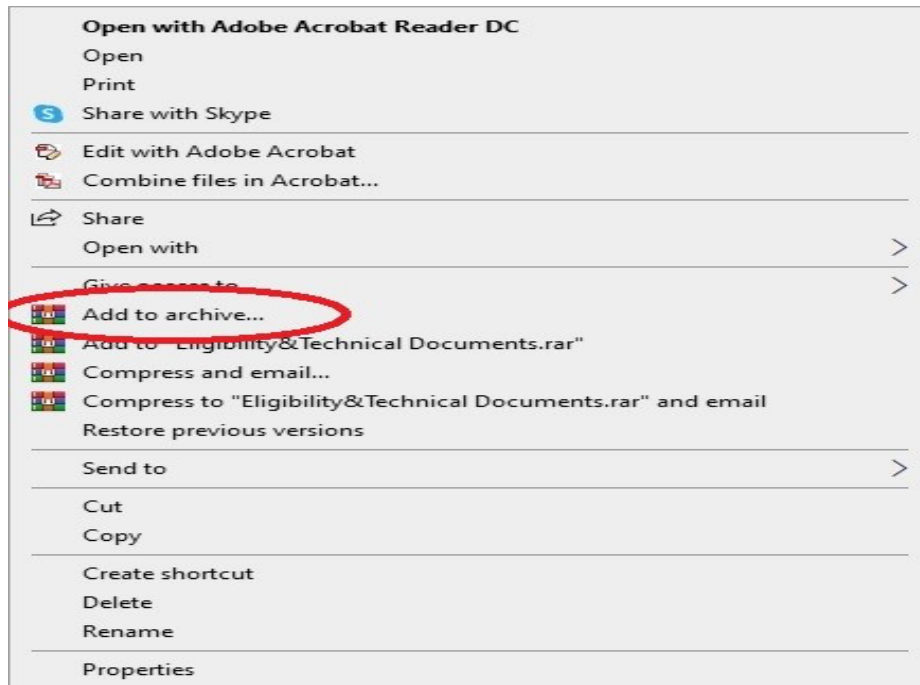 Open with Adobe Acrobat Reader DC
Open
Print
Share with Skype
Edit with Adobe Acrobat
Combine files in Acrobat...
Share
Open with
Give access to
Add to archive...
Add to "Eligibility&Technical Documents.rar"
Compress and email...
Compress to "Eligibility&Technical Documents.rar" and email
Restore previous versions
Send to
Cut
Copy
Create shortcut
Delete
Rename
Properties